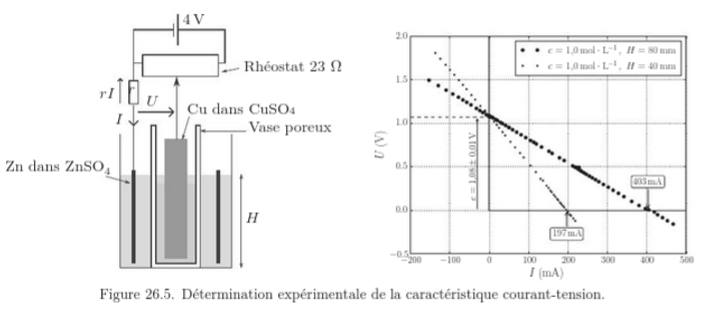 4 V
Rhéostat 23 Ω
rI
r
U
I
Cu dans CuSO₄
Vase poreux
Zn dans ZnSO₄
H
2.0
1.5
1.0
0.5
0.0
−0.5
U (V)
c = 1,0 mol · L⁻¹, H = 80 mm
c = 1,0 mol · L⁻¹, H = 40 mm
e = 1,08 ± 0,01 V
403 mA
197 mA
−200 −100 0 100 200 300 400 500
I (mA)
Figure 26.5. Détermination expérimentale de la caractéristique courant-tension.